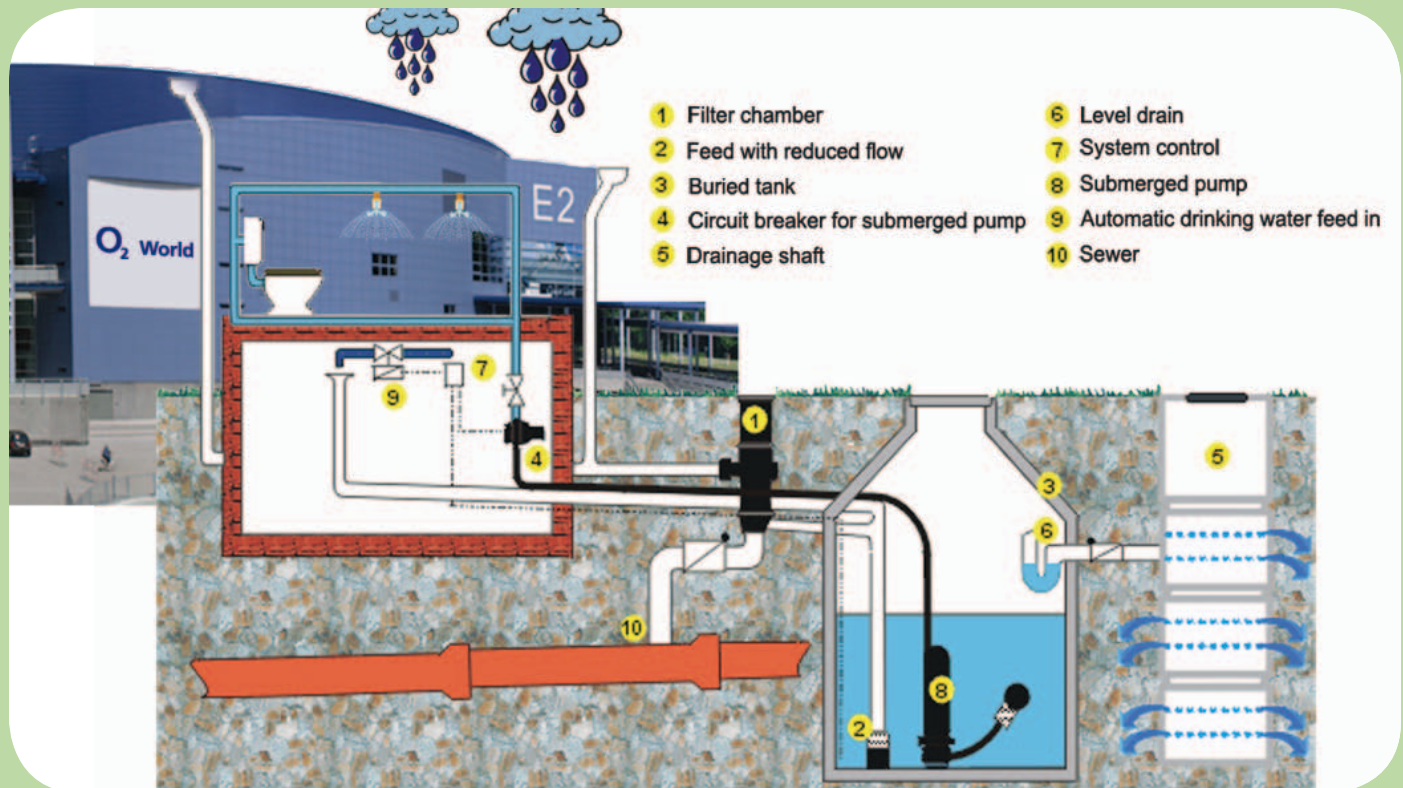 1 Filter chamber
2 Feed with reduced flow
3 Buried tank
4 Circuit breaker for submerged pump
5 Drainage shaft
6 Level drain
7 System control
8 Submerged pump
9 Automatic drinking water feed in
10 Sewer
E2
O2 World
7
9
4
1
3
5
6
10
8
2